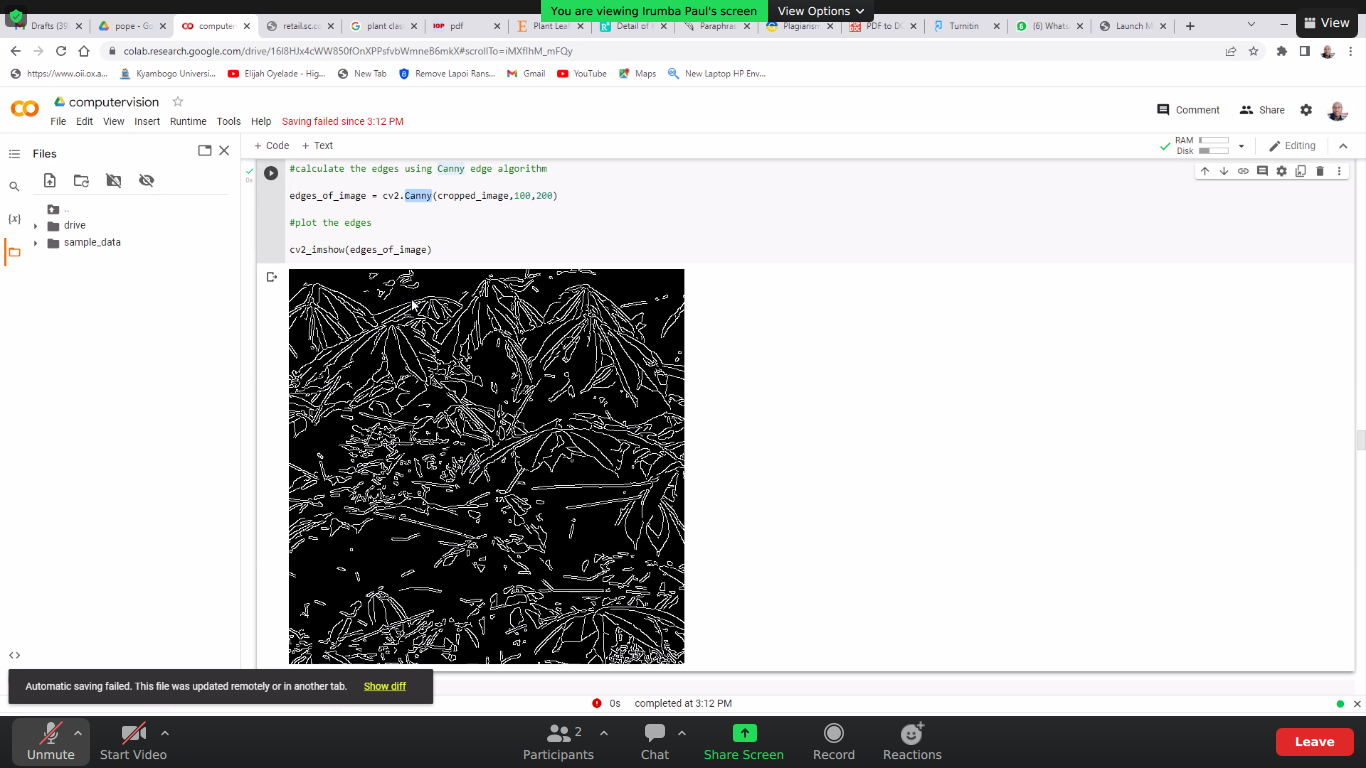 You are viewing Irumba Paul's screen
View Options
View
Drafts (39
pope - Go
computer
retail.sc.co
plant clas
IOP pdf
Plant Leaf
Detail of
Paraphras
Plagiarism
PDF to DO
Turnitin
(6) Whats
Launch M
colab.research.google.com/drive/16I8HJx4cWW850fOnXPPsfvbWmneB6mkX#scrollTo=iMXflhM_mFQy
https://www.oii.ox.a...
Kyambogo Universi...
Elijah Oyelade - Hig...
New Tab
Remove Lapoi Rans...
Gmail
YouTube
Maps
New Laptop HP Env...
computervision
File Edit View Insert Runtime Tools Help Saving failed since 3:12 PM
Comment
Share
Files
+ Code + Text
RAM
Disk
Editing
..
drive
sample_data
{x}
0s
#calculate the edges using Canny edge algorithm
edges_of_image = cv2.Canny(cropped_image,100,200)
#plot the edges
cv2_imshow(edges_of_image)
Automatic saving failed. This file was updated remotely or in another tab. Show diff
0s completed at 3:12 PM
Unmute
Start Video
2
Participants
Chat
Share Screen
Record
Reactions
Leave